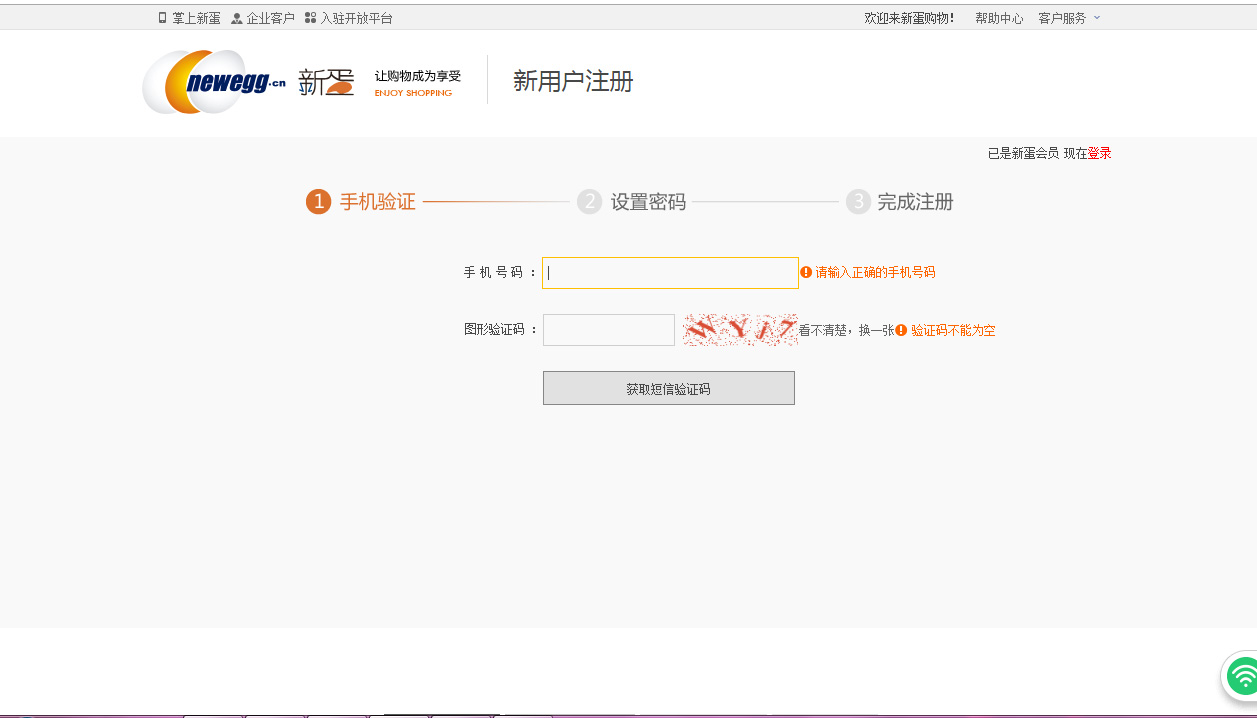 掌上新蛋 企业客户 入驻开放平台 欢迎来新蛋购物! 帮助中心 客户服务
newegg.cn 新蛋 让购物成为享受 新用户注册
ENJOY SHOPPING
已是新蛋会员 现在登录
1 手机验证 2 设置密码 3 完成注册
手机号码： 请输入正确的手机号码
图形验证码： 看不清楚，换一张 验证码不能为空
获取短信验证码